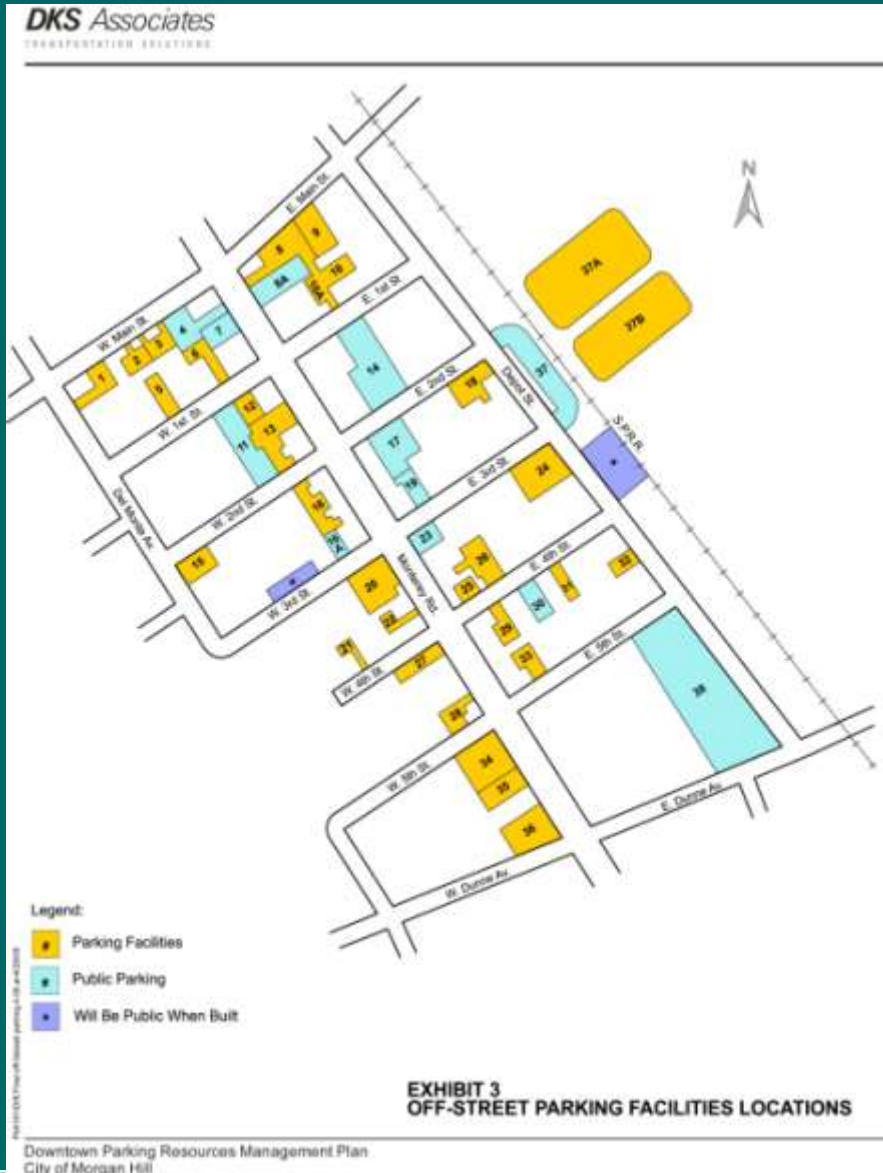 DKS Associates
TRANSPORTATION SOLUTIONS
N
E. Main St.
9
8
10
8A
10A
37A
E. 1st St
W. Main St.
4
7
3
2
6
1
5
37B
14
37
Depot St.
E. 2nd St.
18
W. 1st St.
12
13
11
17
S.P.R.R.
*
19
E. 3rd St.
24
W. 2nd St.
16
16
A
23
Del Monte Av.
15
*
W. 3rd St.
Monterey Rd.
20
22
26
25
E. 4th St.
32
31
30
29
21
27
W. 4th St.
33
E. 5th St.
38
28
34
35
W. 5th St.
36
E. Dunne Av.
W. Dunne Av.
Legend:
# Parking Facilities
# Public Parking
* Will Be Public When Built
EXHIBIT 3
OFF-STREET PARKING FACILITIES LOCATIONS
Downtown Parking Resources Management Plan
City of Morgan Hill